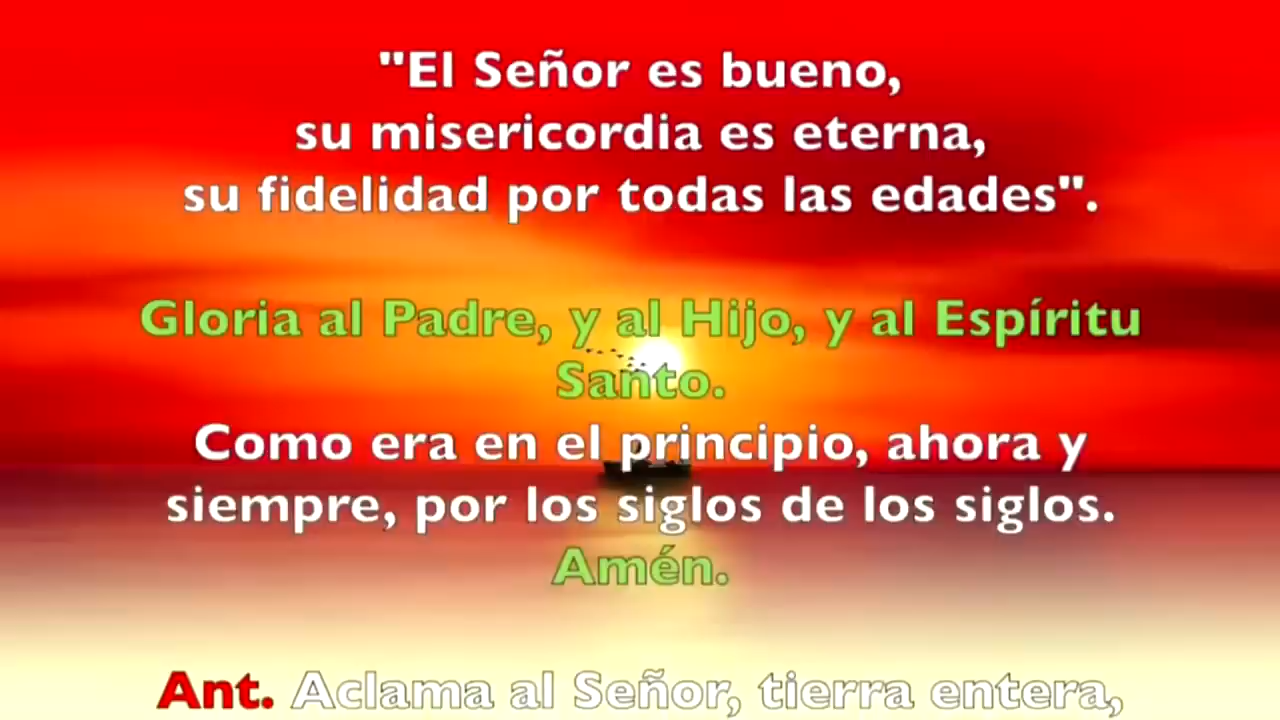 "El Señor es bueno,
su misericordia es eterna,
su fidelidad por todas las edades".
Gloria al Padre, y al Hijo, y al Espíritu
Santo.
Como era en el principio, ahora y
siempre, por los siglos de los siglos.
Amén.
Ant. Aclama al Señor, tierra entera,